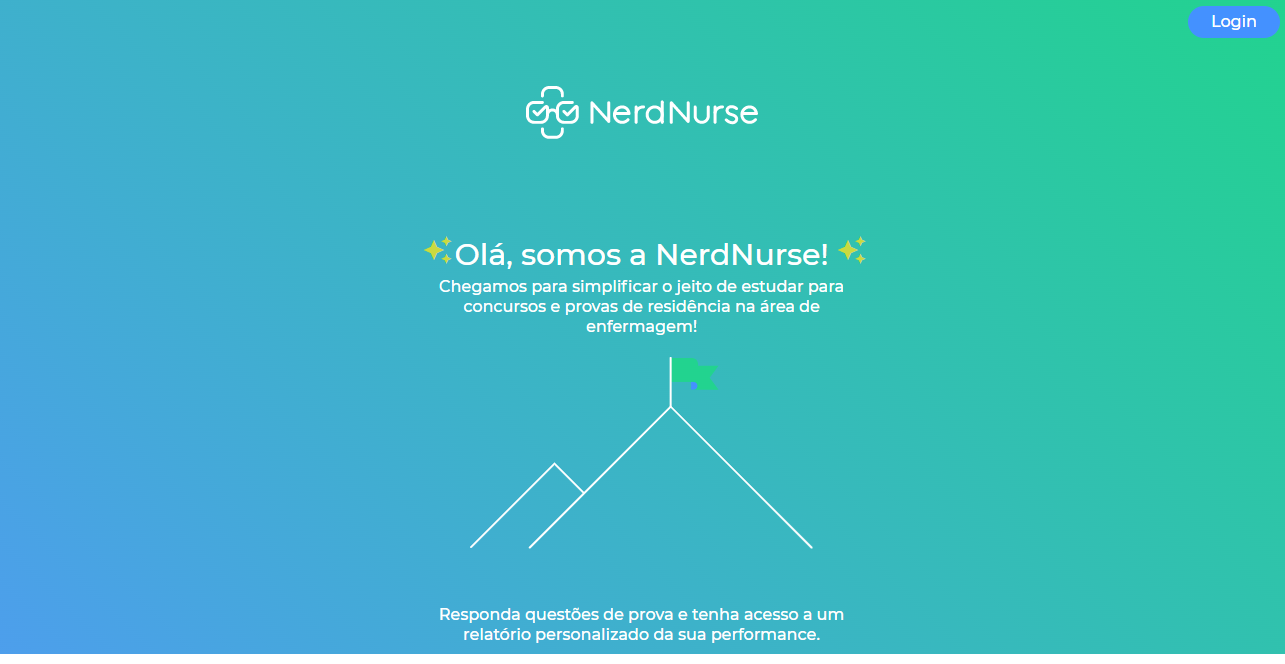 Login
NerdNurse
Olá, somos a NerdNurse!
Chegamos para simplificar o jeito de estudar para
concursos e provas de residência na área de
enfermagem!
Responda questões de prova e tenha acesso a um
relatório personalizado da sua performance.